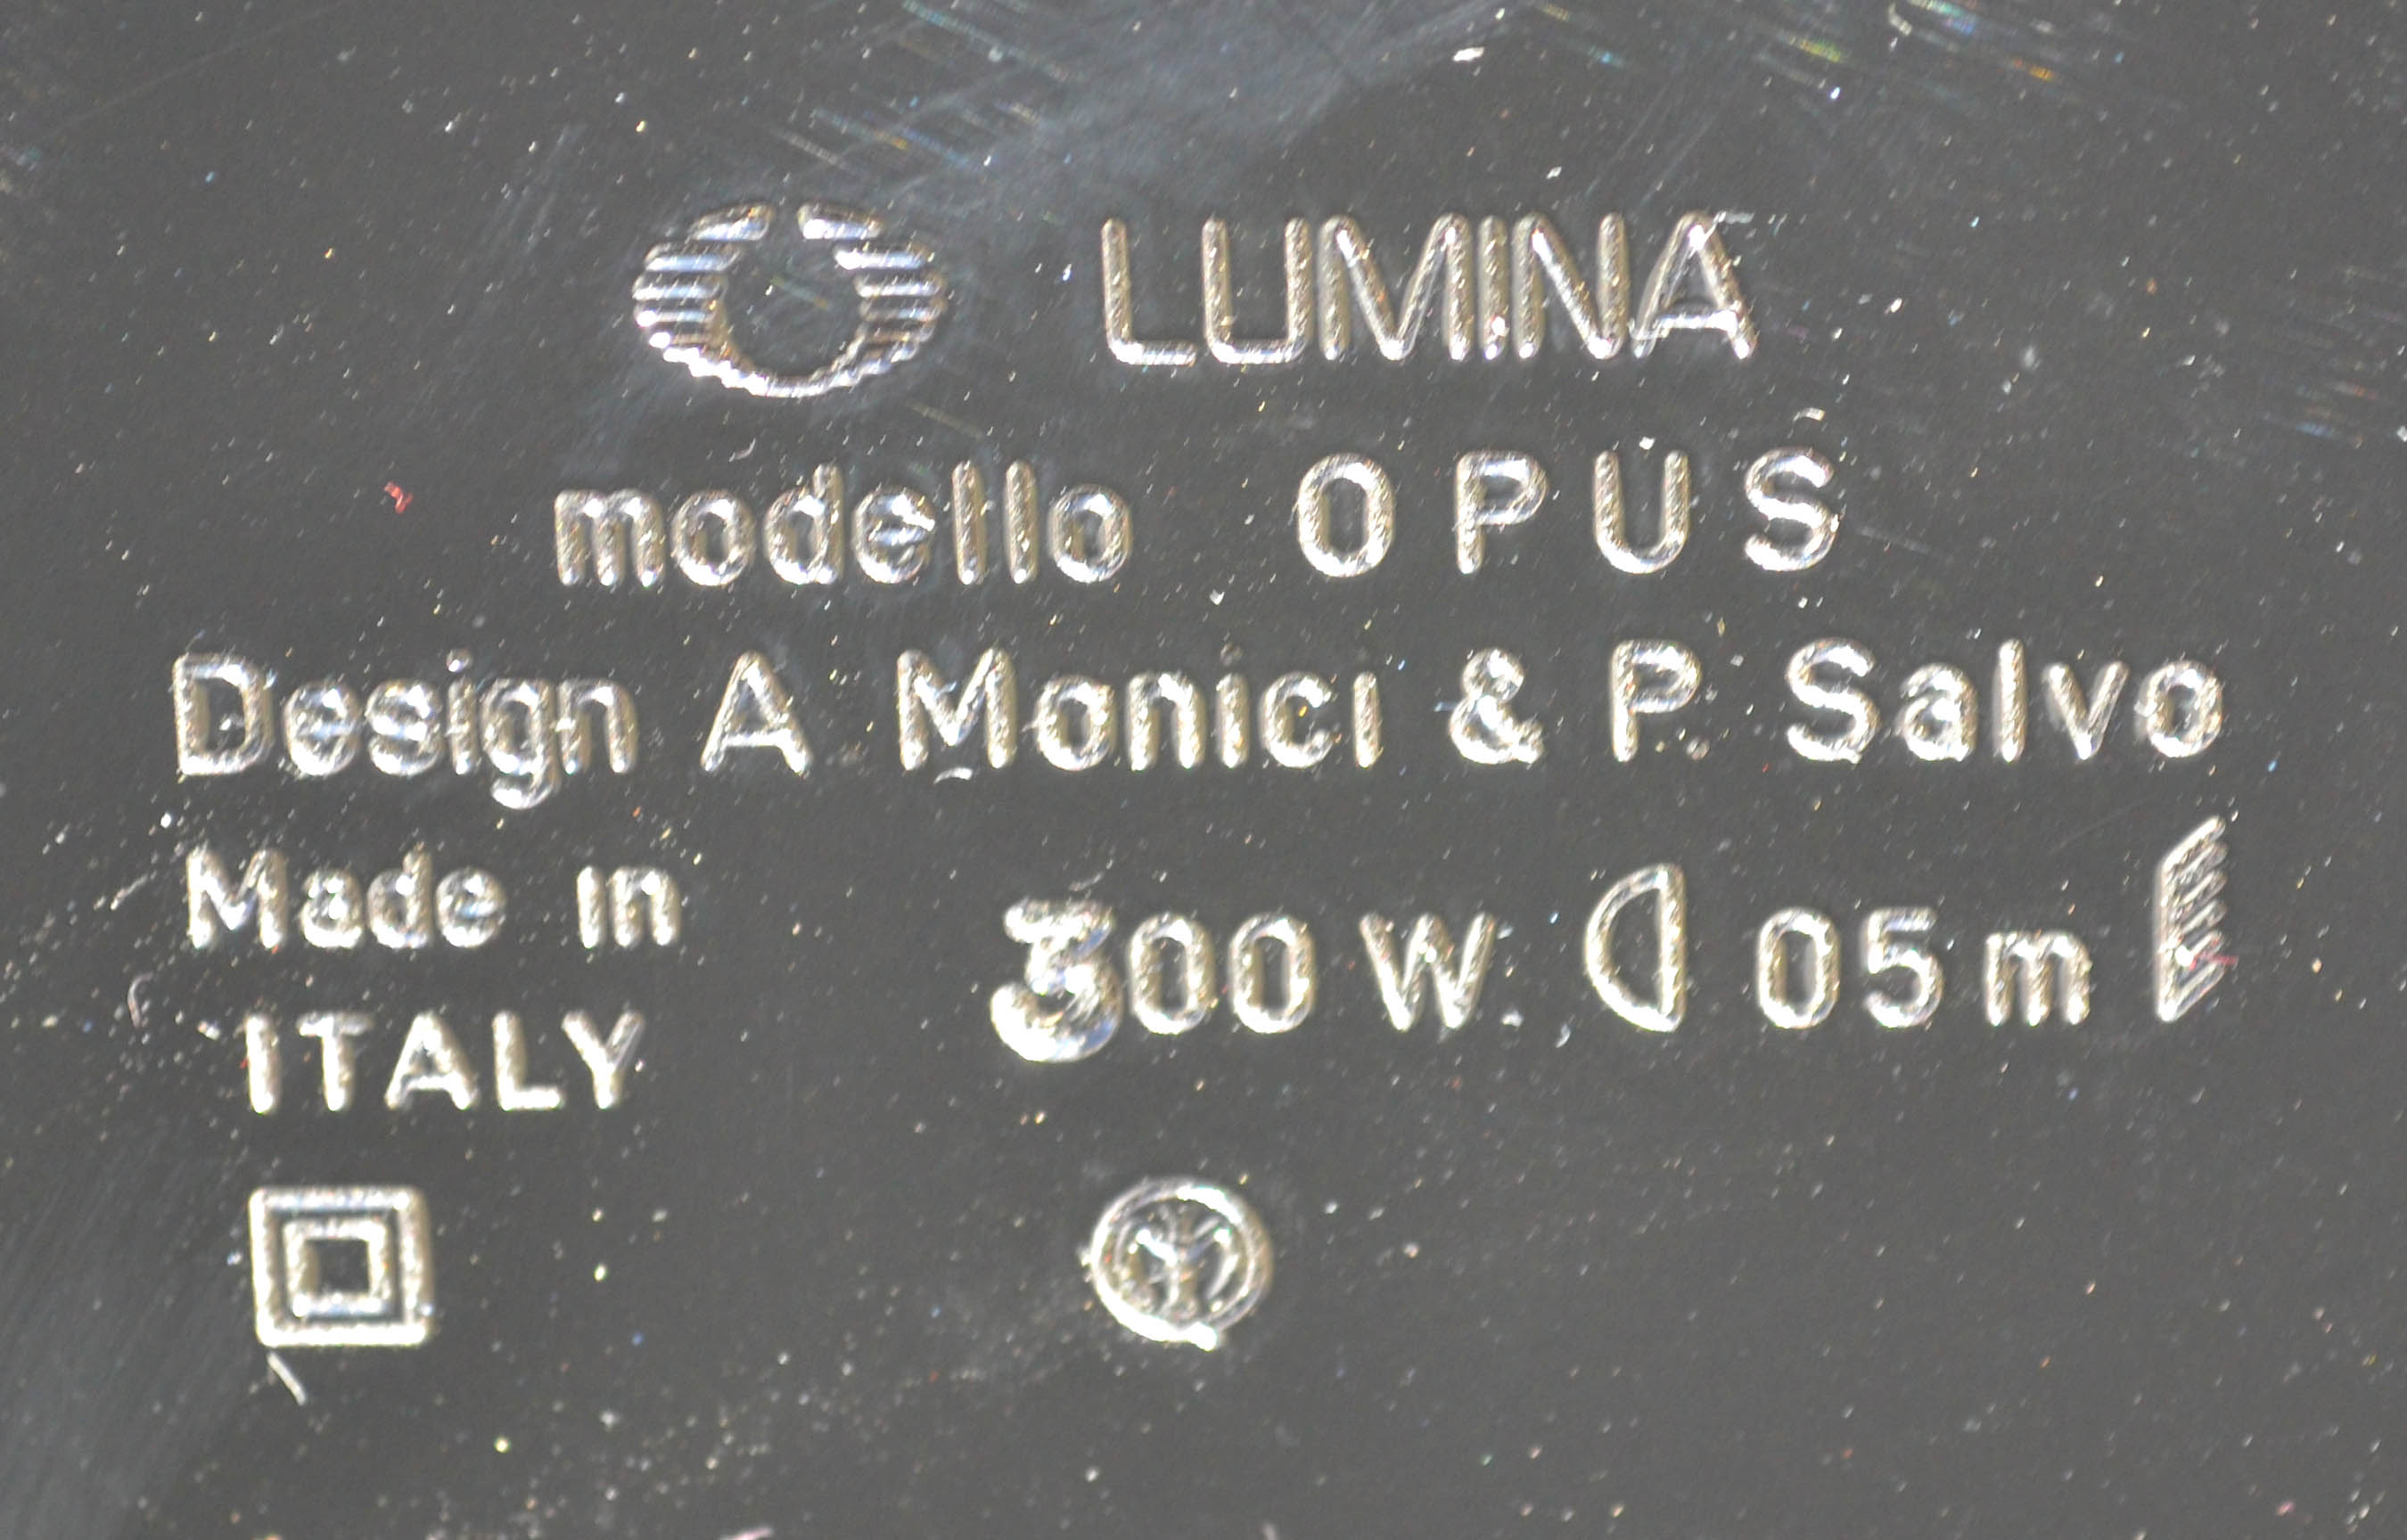 LUMINA
modello OPUS
Design A Monici & P. Salvo
Made in
ITALY
300 W. 05 m